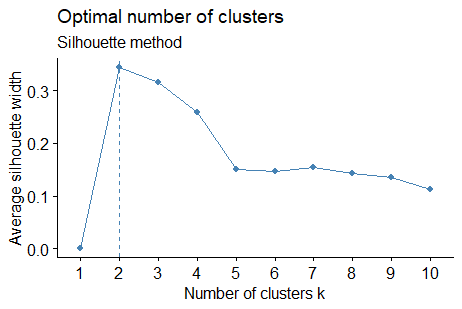 Optimal number of clusters
Silhouette method
Average silhouette width
0.3
0.2
0.1
0.0
1 2 3 4 5 6 7 8 9 10
Number of clusters k